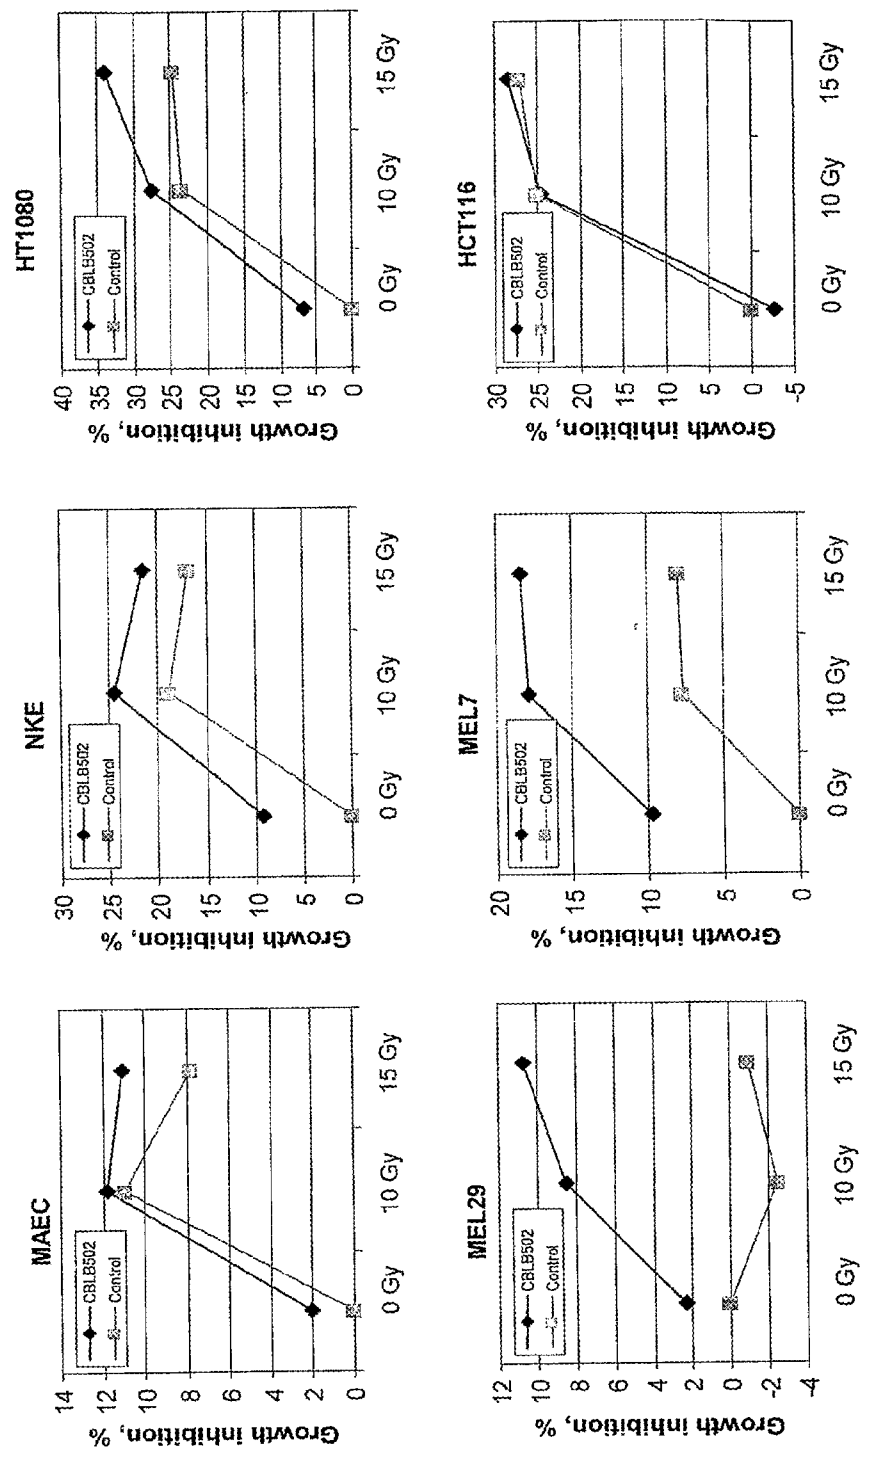 MAEC
CBLB502
Control
14
12
10
8
6
4
2
0
Growth inhibition, %
0 Gy
10 Gy
15 Gy
NKE
CBLB502
Control
30
25
20
15
10
5
0
Growth inhibition, %
0 Gy
10 Gy
15 Gy
HT1080
CBLB502
Control
40
35
30
25
20
15
10
5
0
Growth inhibition, %
0 Gy
10 Gy
15 Gy
MEL29
CBLB502
Control
12
10
8
6
4
2
0
-2
-4
Growth inhibition, %
0 Gy
10 Gy
15 Gy
MEL7
CBLB502
Control
20
15
10
5
0
Growth inhibition, %
0 Gy
10 Gy
15 Gy
HCT116
CBLB502
Control
30
25
20
15
10
5
0
-5
Growth inhibition, %
0 Gy
10 Gy
15 Gy